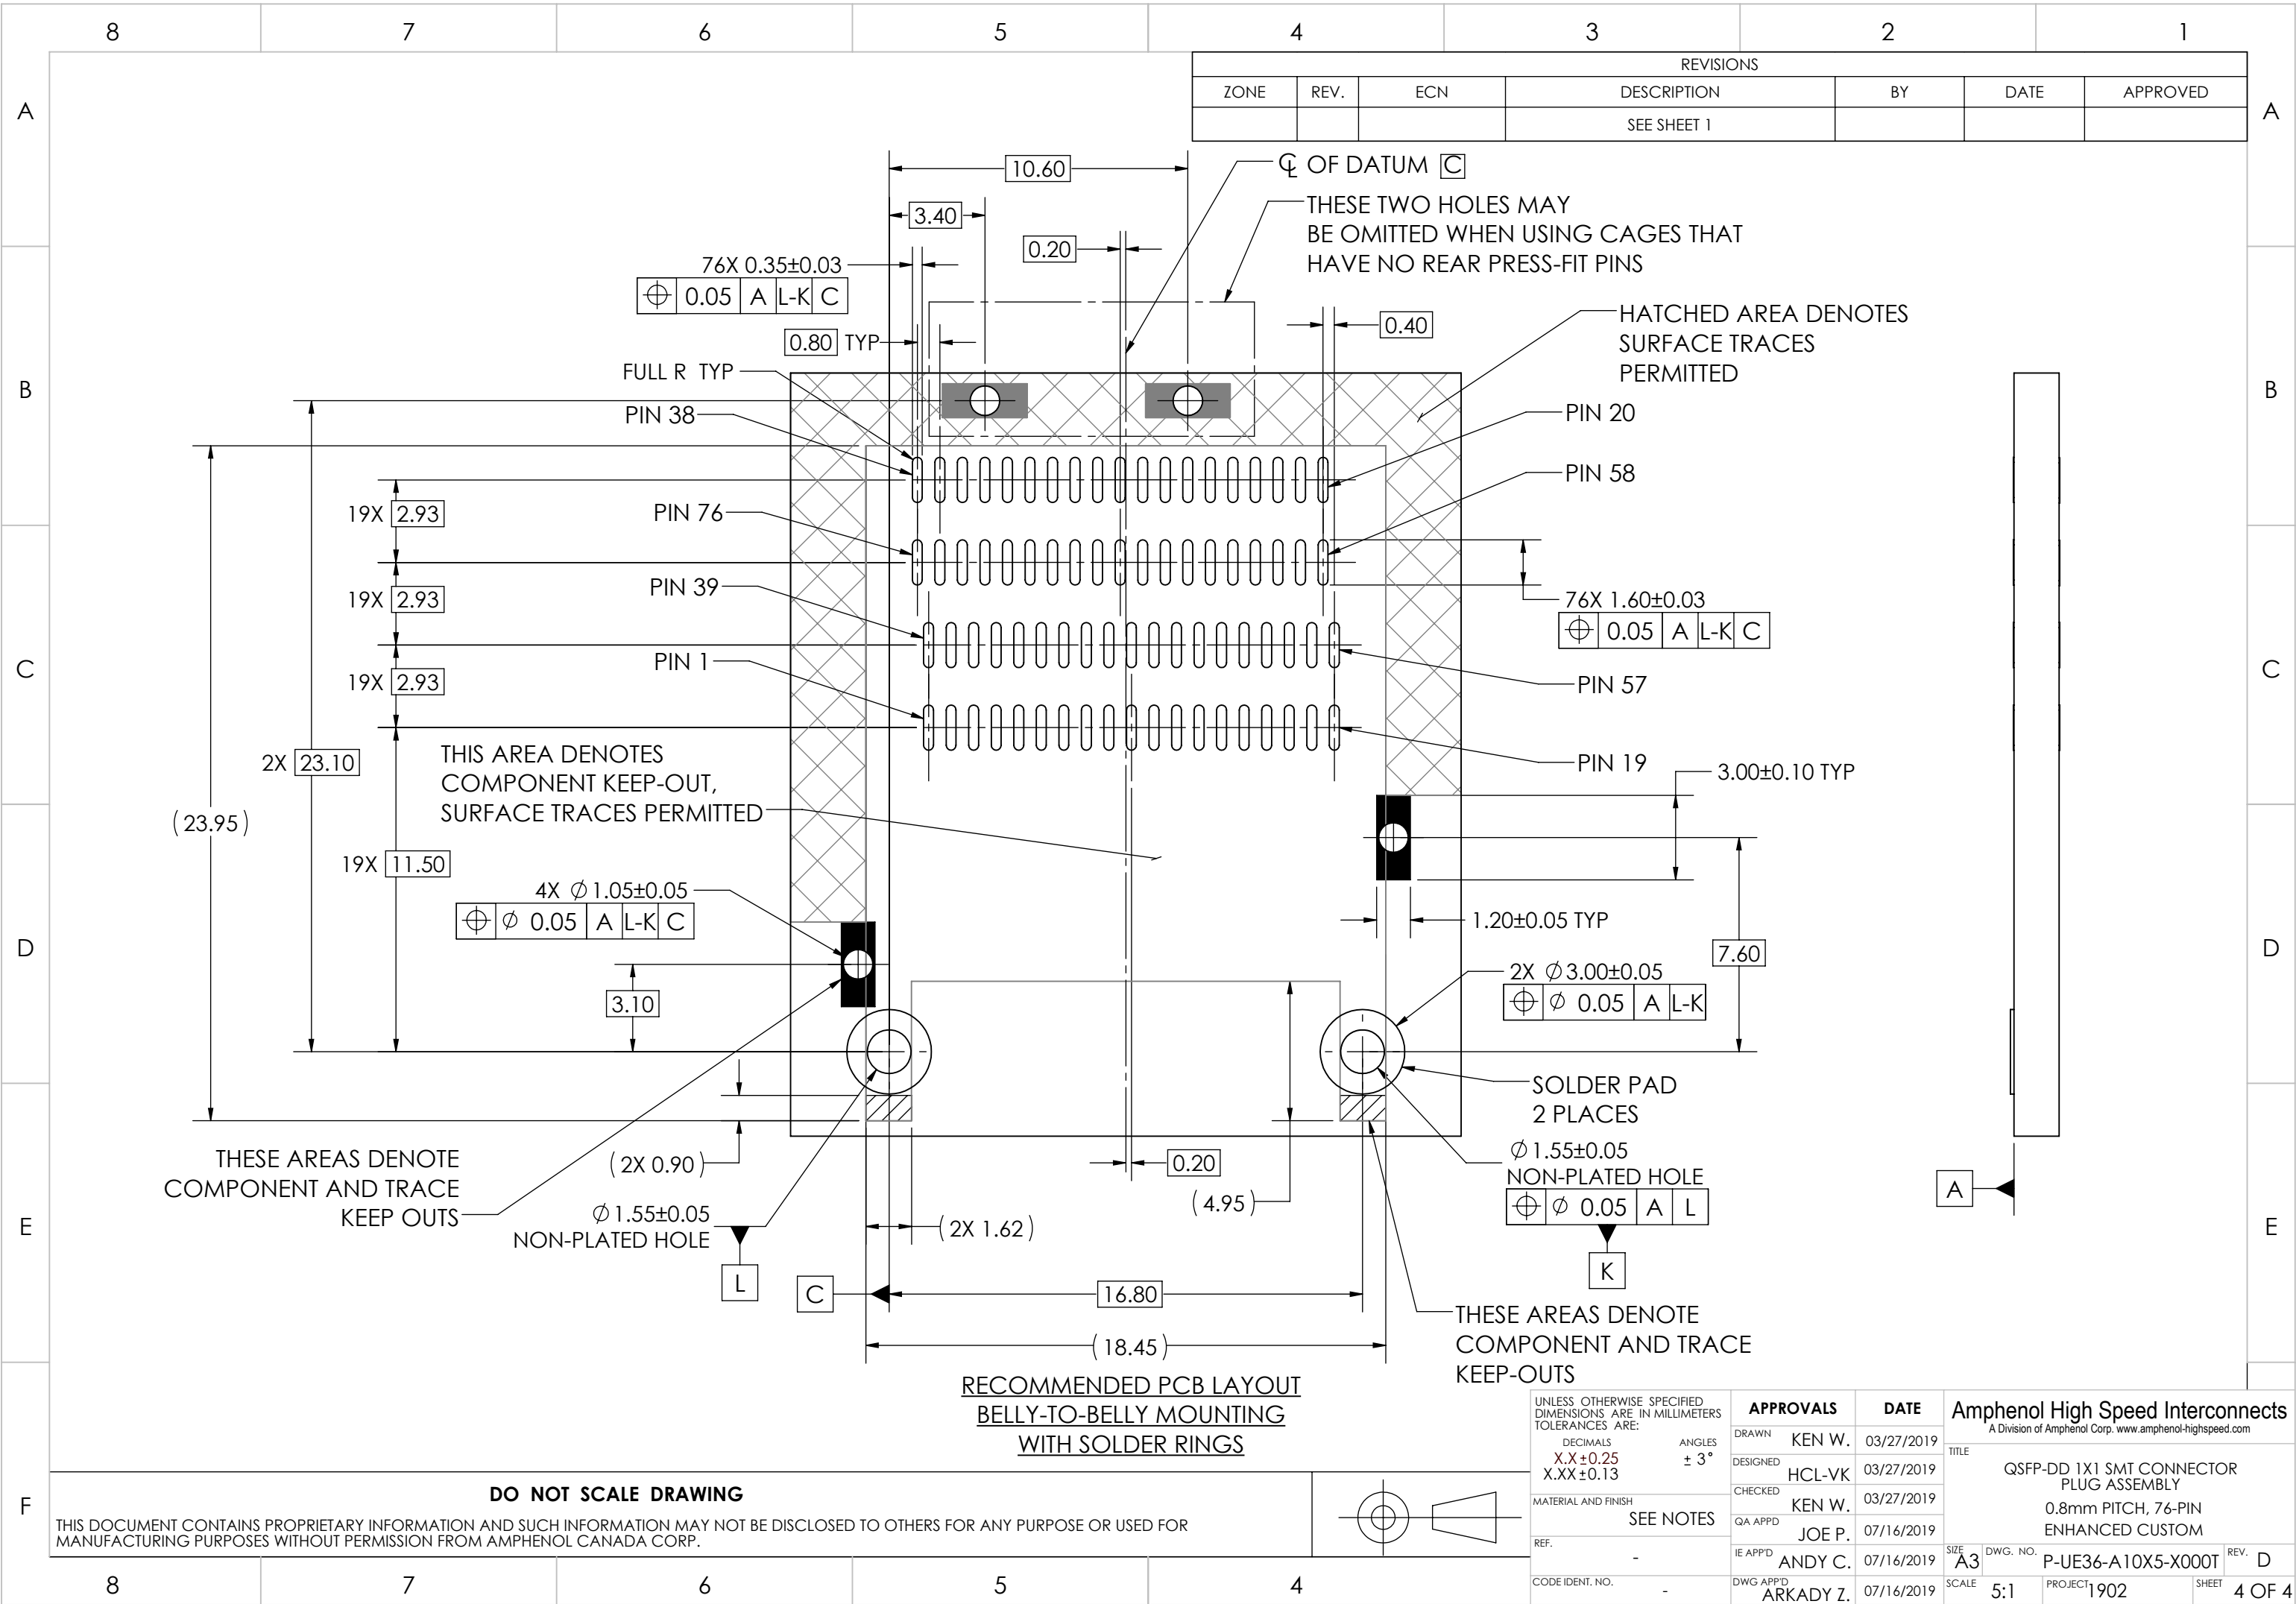 8 7 6 5 4 3 2 1
A
A
REVISIONS
ZONE REV. ECN DESCRIPTION BY DATE APPROVED
SEE SHEET 1
10.60
℄ OF DATUM C
3.40
THESE TWO HOLES MAY
BE OMITTED WHEN USING CAGES THAT
HAVE NO REAR PRESS-FIT PINS
0.20
76X 0.35±0.03
⌖ 0.05 A L-K C
HATCHED AREA DENOTES
SURFACE TRACES
PERMITTED
0.40
0.80 TYP
FULL R TYP
B
B
PIN 38
PIN 20
PIN 58
19X 2.93
PIN 76
19X 2.93
PIN 39
76X 1.60±0.03
⌖ 0.05 A L-K C
C
C
PIN 1
19X 2.93
PIN 57
THIS AREA DENOTES
COMPONENT KEEP-OUT,
SURFACE TRACES PERMITTED
2X 23.10
PIN 19
3.00±0.10 TYP
(23.95)
19X 11.50
4X ⌀1.05±0.05
⌖ ⌀ 0.05 A L-K C
1.20±0.05 TYP
D
D
7.60
2X ⌀3.00±0.05
⌖ ⌀ 0.05 A L-K
3.10
SOLDER PAD
2 PLACES
THESE AREAS DENOTE
COMPONENT AND TRACE
KEEP OUTS
(2X 0.90)
0.20
(4.95)
⌀1.55±0.05
NON-PLATED HOLE
⌖ ⌀ 0.05 A L
A
E
E
⌀1.55±0.05
NON-PLATED HOLE
(2X 1.62)
L
K
C
16.80
THESE AREAS DENOTE
COMPONENT AND TRACE
KEEP-OUTS
(18.45)
RECOMMENDED PCB LAYOUT
BELLY-TO-BELLY MOUNTING
WITH SOLDER RINGS
F
DO NOT SCALE DRAWING
THIS DOCUMENT CONTAINS PROPRIETARY INFORMATION AND SUCH INFORMATION MAY NOT BE DISCLOSED TO OTHERS FOR ANY PURPOSE OR USED FOR
MANUFACTURING PURPOSES WITHOUT PERMISSION FROM AMPHENOL CANADA CORP.
UNLESS OTHERWISE SPECIFIED
DIMENSIONS ARE IN MILLIMETERS
TOLERANCES ARE:
DECIMALS ANGLES
X.X±0.25 ± 3°
X.XX±0.13
MATERIAL AND FINISH
SEE NOTES
REF.
-
CODE IDENT. NO.
-
APPROVALS DATE
DRAWN KEN W. 03/27/2019
DESIGNED HCL-VK 03/27/2019
CHECKED KEN W. 03/27/2019
QA APPD JOE P. 07/16/2019
IE APP'D ANDY C. 07/16/2019
DWG APP'D ARKADY Z. 07/16/2019
Amphenol High Speed Interconnects
A Division of Amphenol Corp. www.amphenol-highspeed.com
TITLE
QSFP-DD 1X1 SMT CONNECTOR
PLUG ASSEMBLY
0.8mm PITCH, 76-PIN
ENHANCED CUSTOM
SIZE A3 DWG. NO. P-UE36-A10X5-X000T REV. D
SCALE 5:1 PROJECT 1902 SHEET 4 OF 4
8 7 6 5 4